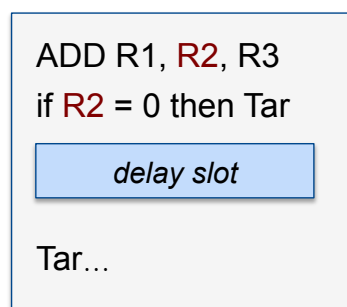 ADD R1, R2, R3
if R2 = 0 then Tar
delay slot
Tar...